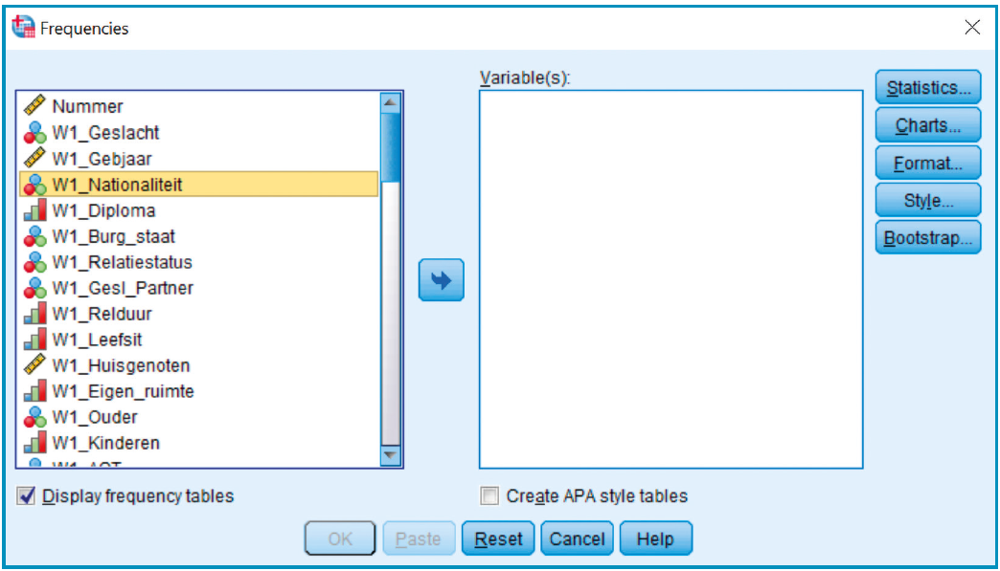 Frequencies
Variable(s):
Nummer
W1_Geslacht
W1_Gebjaar
W1_Nationaliteit
W1_Diploma
W1_Burg_staat
W1_Relatiestatus
W1_Gesl_Partner
W1_Relduur
W1_Leefsit
W1_Huisgenoten
W1_Eigen_ruimte
W1_Ouder
W1_Kinderen
Statistics...
Charts...
Format...
Style...
Bootstrap...
Display frequency tables
Create APA style tables
OK
Paste
Reset
Cancel
Help